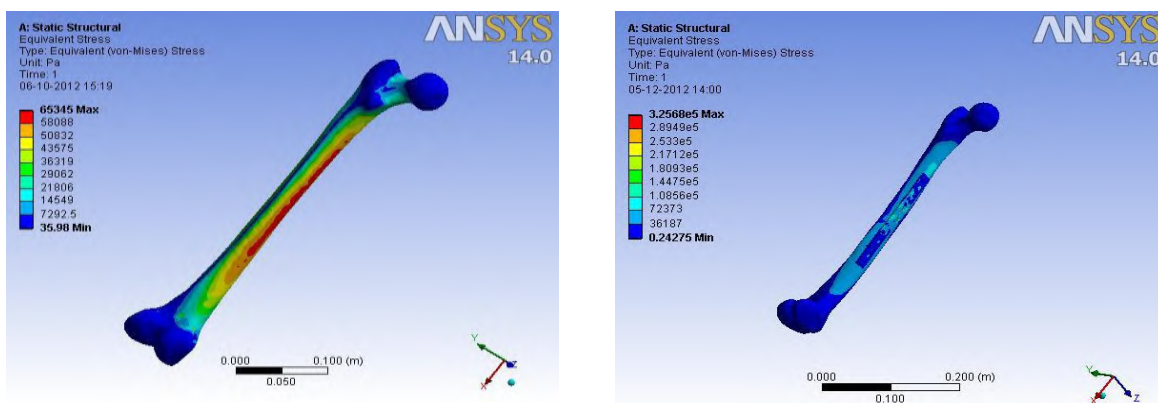 A: Static Structural
Equivalent Stress
Type: Equivalent (von-Mises) Stress
Unit: Pa
Time: 1
06-10-2012 15:19
ANSYS
14.0
65345 Max
58088
50832
43575
36319
29062
21806
14549
7292.5
35.98 Min
0.000
0.100 (m)
0.050
Y
Z
X
A: Static Structural
Equivalent Stress
Type: Equivalent (von-Mises) Stress
Unit: Pa
Time: 1
05-12-2012 14:00
ANSYS
14.0
3.2568e5 Max
2.8949e5
2.533e5
2.1712e5
1.8093e5
1.4475e5
1.0856e5
72373
36187
0.24275 Min
0.000
0.200 (m)
0.100
Y
X
Z